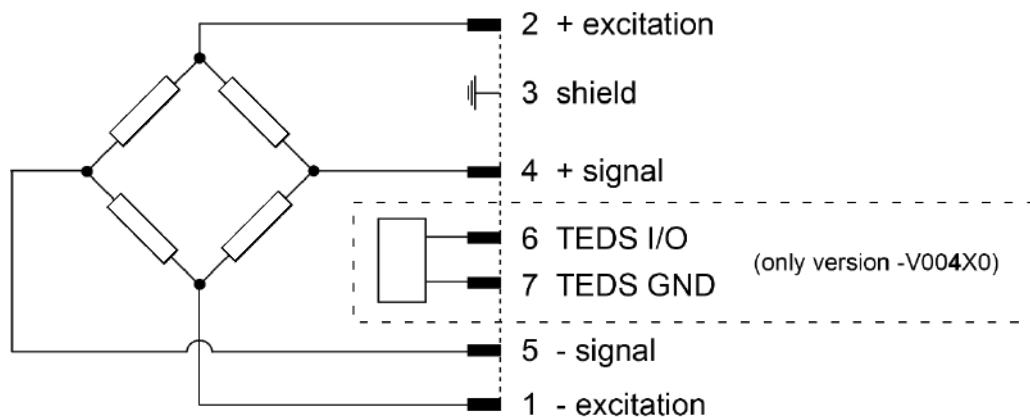 2 + excitation
3 shield
4 + signal
6 TEDS I/O
(only version -V004X0)
7 TEDS GND
5 - signal
1 - excitation